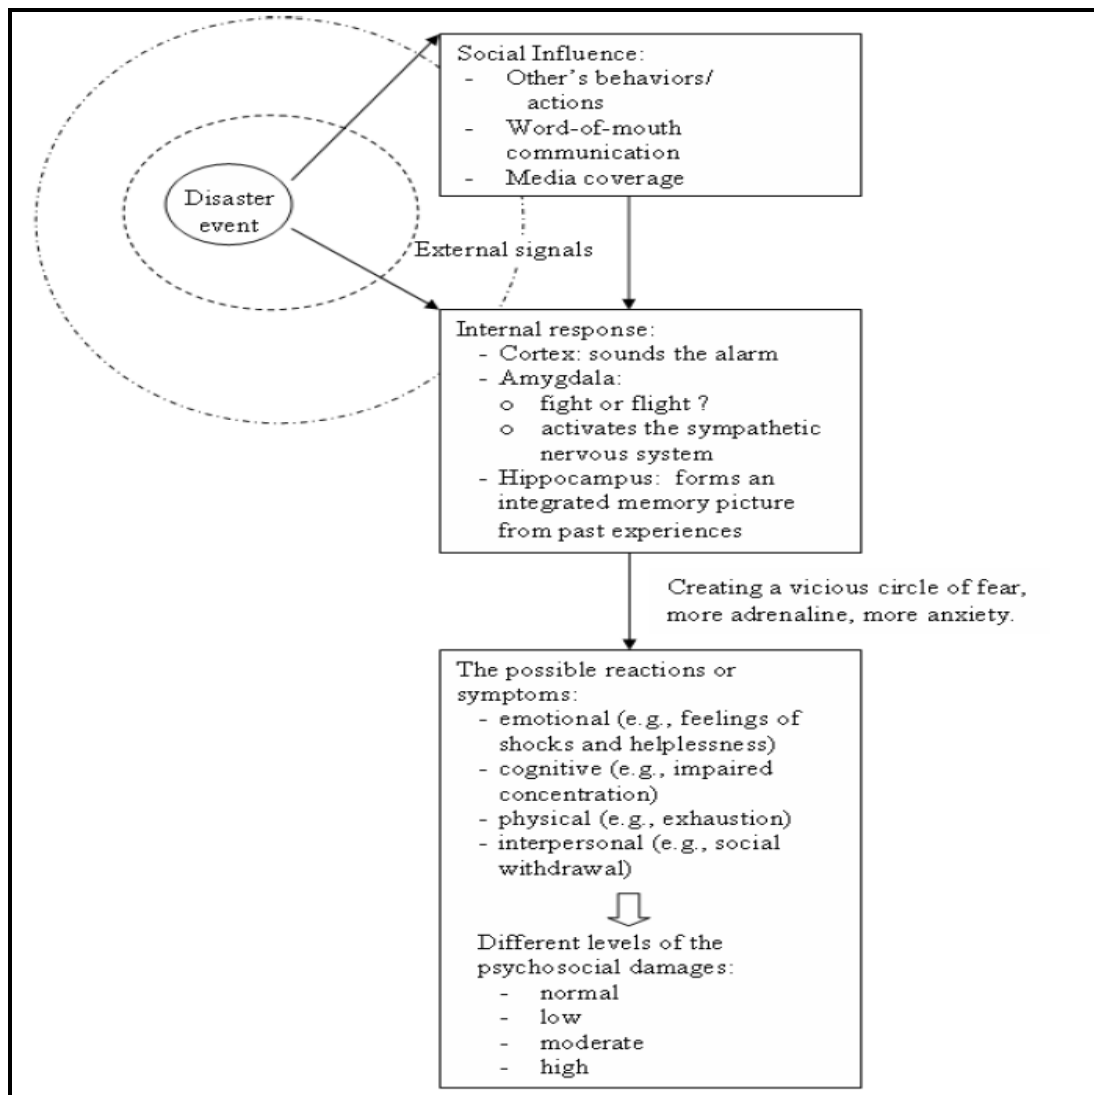 Social Influence:
- Other's behaviors/
actions
- Word-of-mouth
communication
- Media coverage
Disaster
event
External signals
Internal response:
- Cortex: sounds the alarm
- Amygdala:
o fight or flight ?
o activates the sympathetic
nervous system
- Hippocampus: forms an
integrated memory picture
from past experiences
Creating a vicious circle of fear,
more adrenaline, more anxiety.
The possible reactions or
symptoms:
- emotional (e.g., feelings of
shocks and helplessness)
- cognitive (e.g., impaired
concentration)
- physical (e.g., exhaustion)
- interpersonal (e.g., social
withdrawal)
Different levels of the
psychosocial damages:
- normal
- low
- moderate
- high